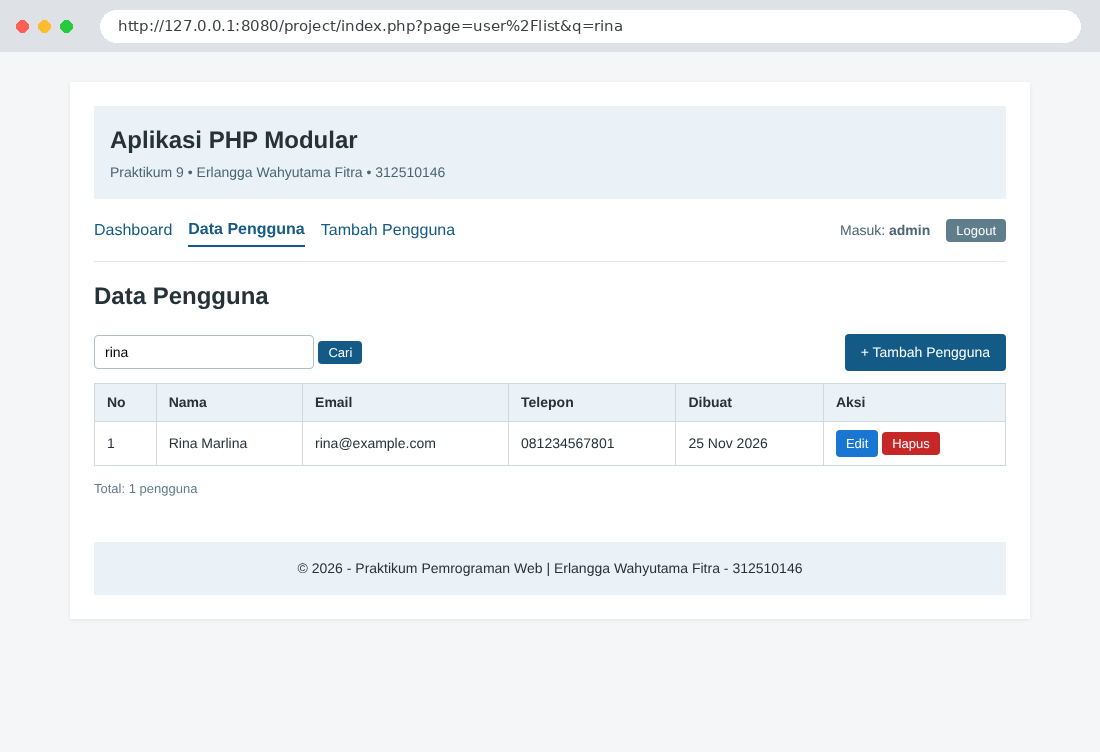 http://127.0.0.1:8080/project/index.php?page=user%2Flist&q=rina
Aplikasi PHP Modular
Praktikum 9 • Erlangga Wahyutama Fitra • 312510146
Dashboard Data Pengguna Tambah Pengguna Masuk: admin Logout
Data Pengguna
rina Cari + Tambah Pengguna
No Nama Email Telepon Dibuat Aksi
1 Rina Marlina rina@example.com 081234567801 25 Nov 2026 Edit Hapus
Total: 1 pengguna
© 2026 - Praktikum Pemrograman Web | Erlangga Wahyutama Fitra - 312510146